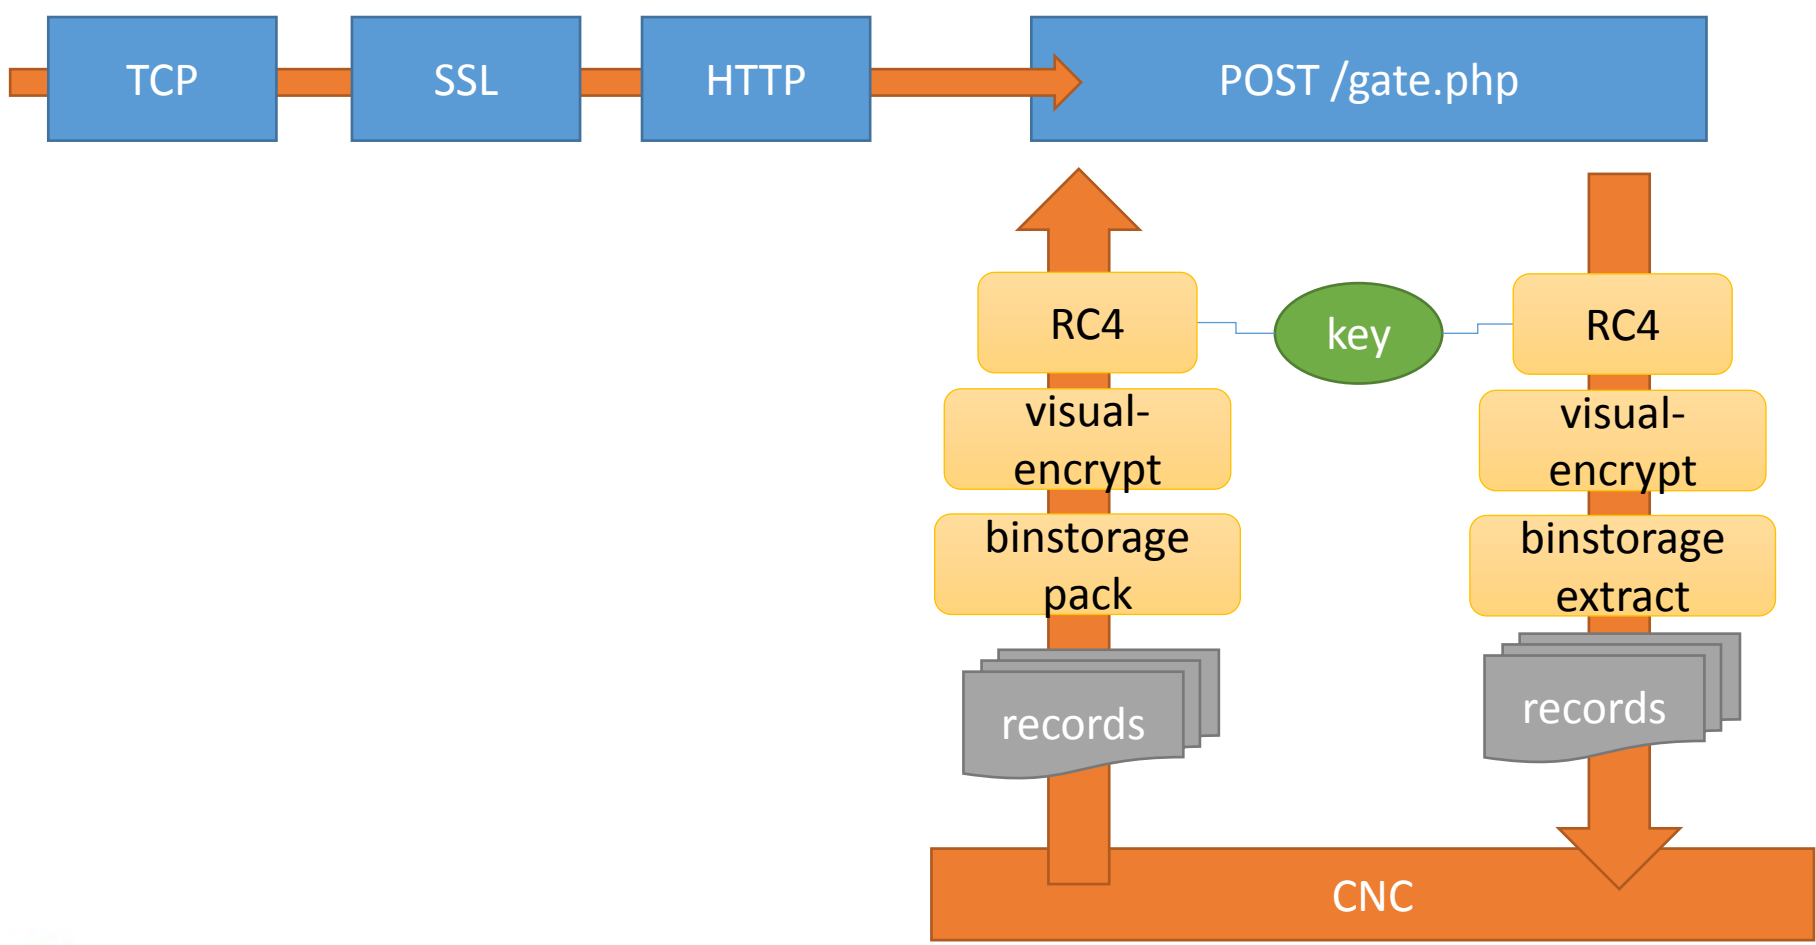 TCP
SSL
HTTP
POST /gate.php
RC4
key
RC4
visual-
encrypt
visual-
encrypt
binstorage
pack
binstorage
extract
records
records
CNC